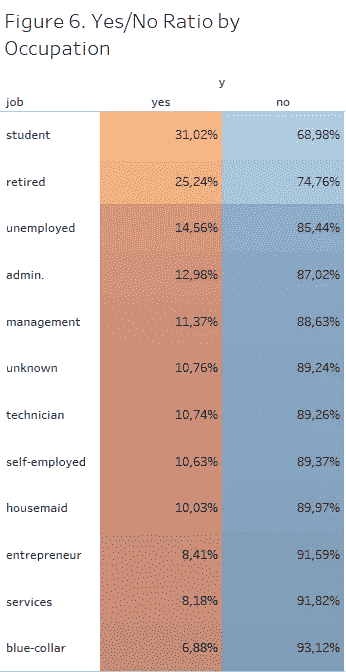 Figure 6. Yes/No Ratio by
Occupation
y
job yes no
student 31,02% 68,98%
retired 25,24% 74,76%
unemployed 14,56% 85,44%
admin. 12,98% 87,02%
management 11,37% 88,63%
unknown 10,76% 89,24%
technician 10,74% 89,26%
self-employed 10,63% 89,37%
housemaid 10,03% 89,97%
entrepreneur 8,41% 91,59%
services 8,18% 91,82%
blue-collar 6,88% 93,12%